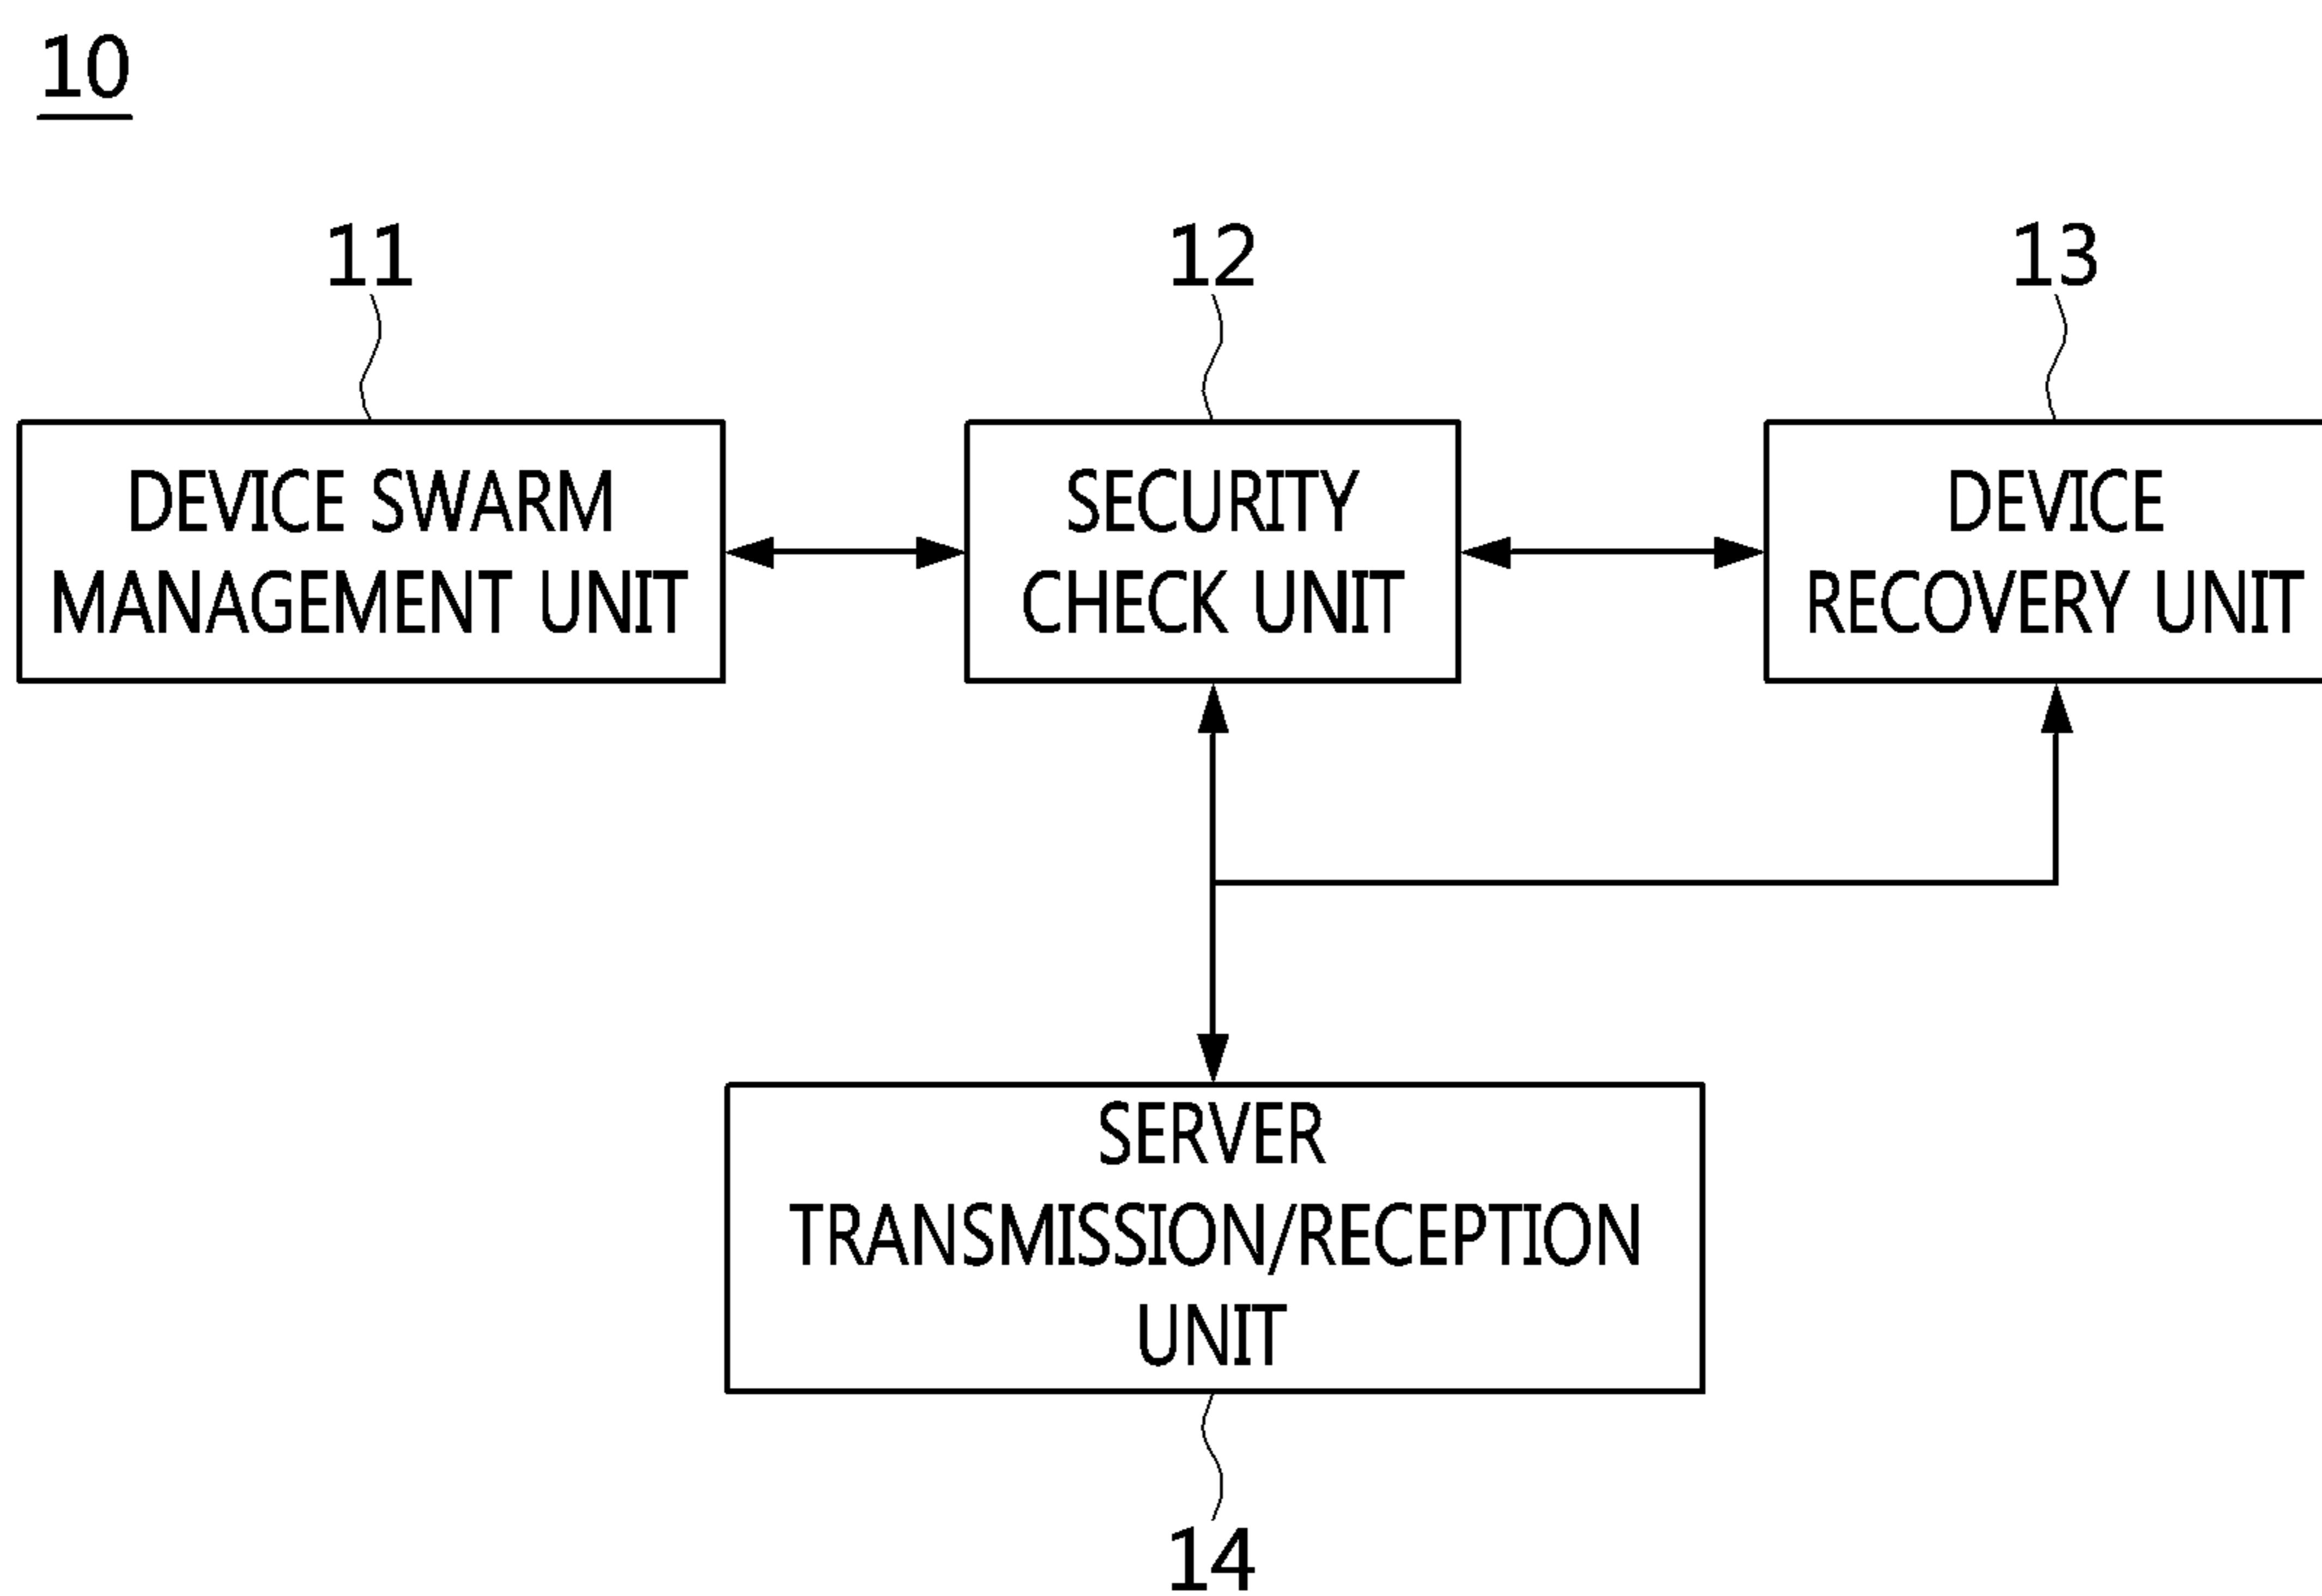 10
11
12
13
DEVICE SWARM
MANAGEMENT UNIT
SECURITY
CHECK UNIT
DEVICE
RECOVERY UNIT
SERVER
TRANSMISSION/RECEPTION
UNIT
14